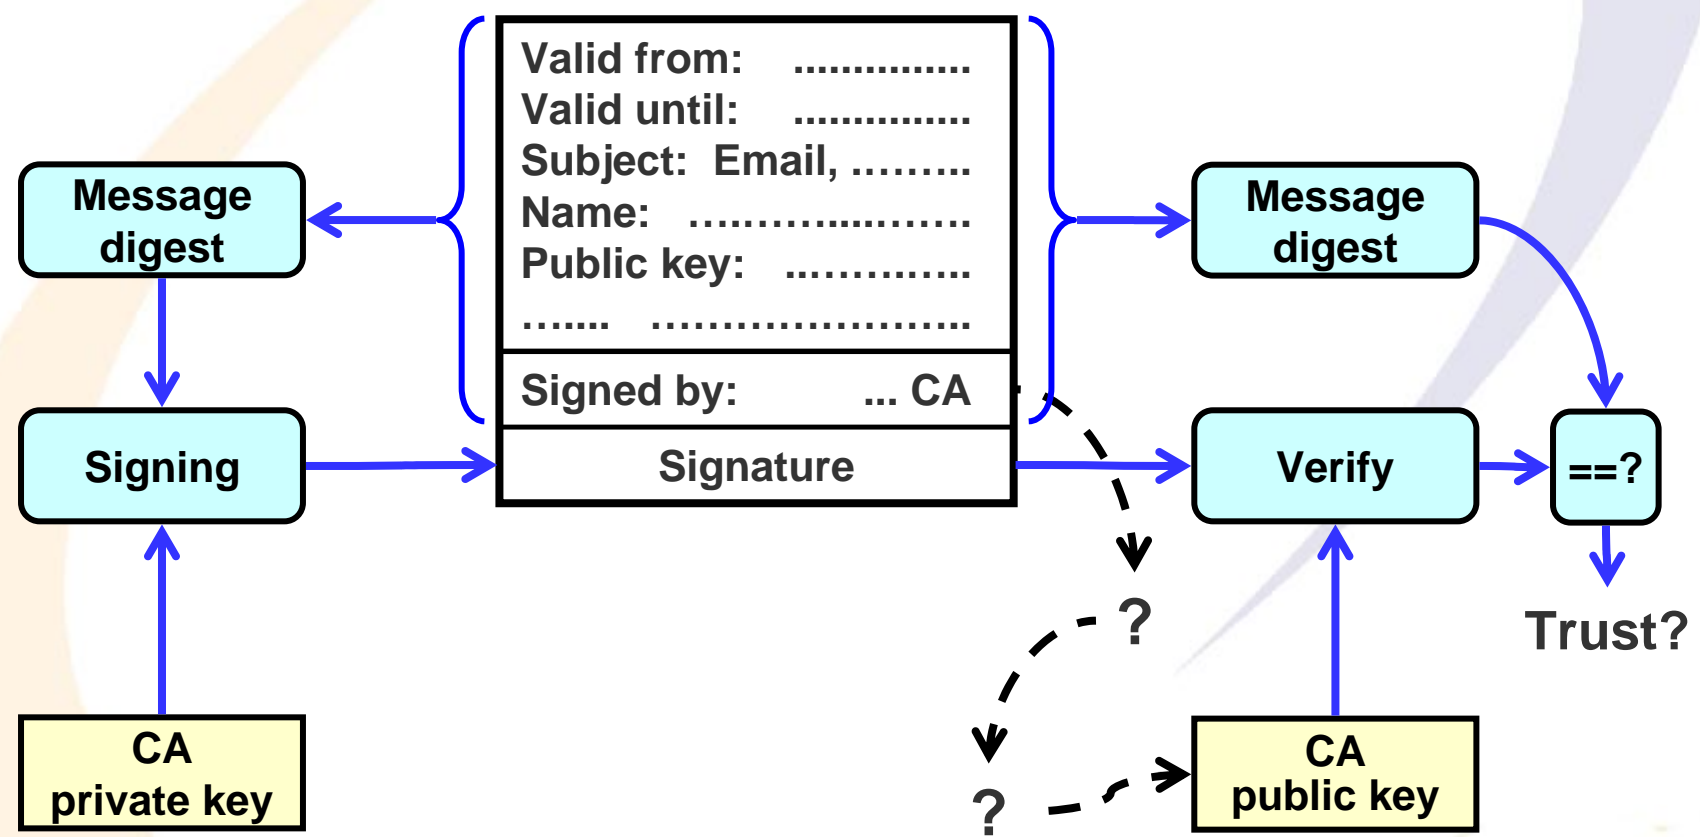 Valid from: ...............
Valid until: ...............
Subject: Email, .........
Name: .....................
Public key: ..............
........ ...........................
Signed by: ... CA
Signature
Message
digest
Signing
CA
private key
Message
digest
Verify
==?
Trust?
?
?
CA
public key